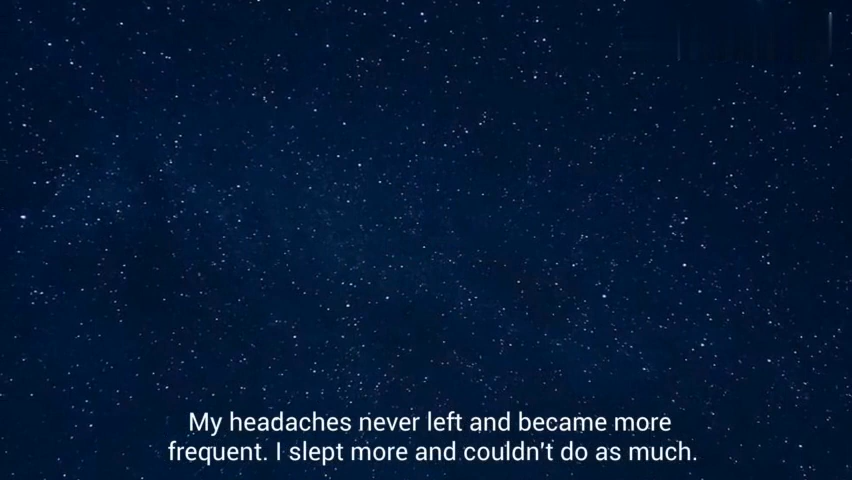 My headaches never left and became more
frequent. I slept more and couldn't do as much.